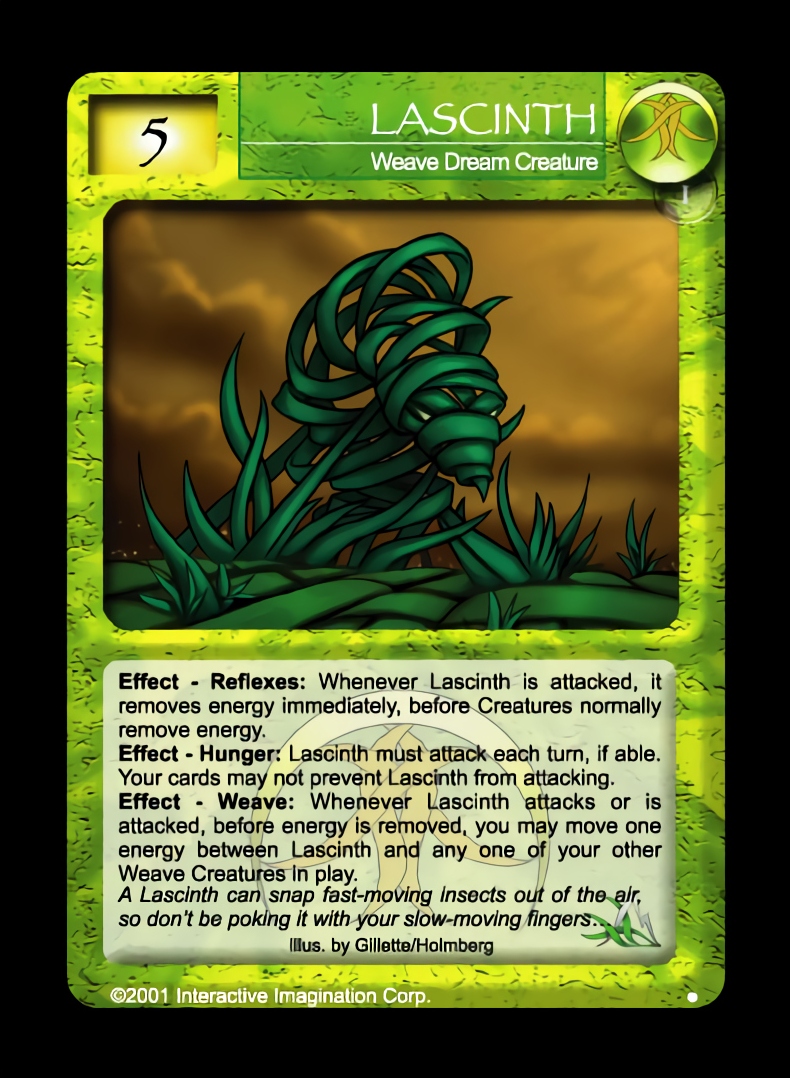 5
LASCINTH
Weave Dream Creature
1
Effect - Reflexes: Whenever Lascinth is attacked, it
removes energy immediately, before Creatures normally
remove energy.
Effect - Hunger: Lascinth must attack each turn, if able.
Your cards may not prevent Lascinth from attacking.
Effect - Weave: Whenever Lascinth attacks or is
attacked, before energy is removed, you may move one
energy between Lascinth and any one of your other
Weave Creatures in play.
A Lascinth can snap fast-moving insects out of the air,
so don't be poking it with your slow-moving fingers...
Illus. by Gillette/Holmberg
©2001 Interactive Imagination Corp.